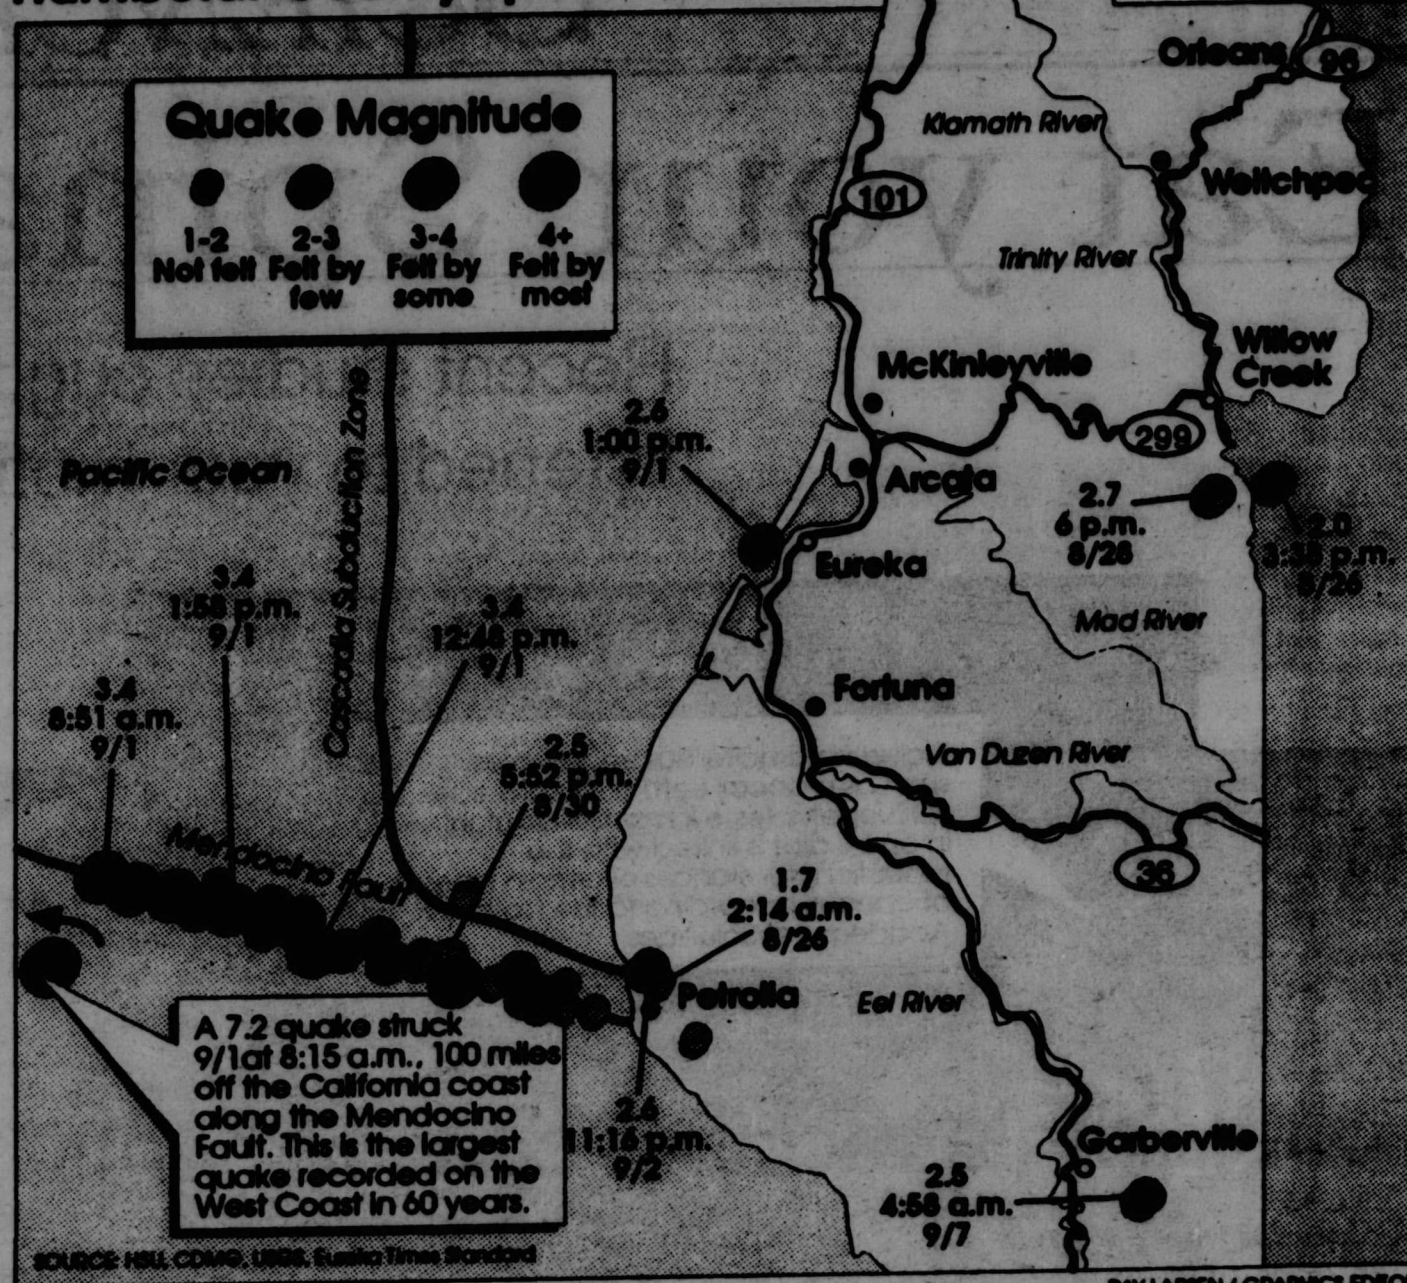 Quake Magnitude
1-2
Not felt
2-3
Felt by
few
3-4
Felt by
some
4+
Felt by
most
Orleans
96
Klamath River
Weitchpec
101
Trinity River
Willow
Creek
McKinleyville
299
Arcata
Pacific Ocean
Cascadia Subduction Zone
2.6
1:00 p.m.
9/1
2.7
6 p.m.
8/28
2.0
p.m.
Eureka
Mad River
3.4
1:58 p.m.
9/1
3.4
12:48 p.m.
9/1
3.4
8:51 a.m.
9/1
Fortuna
2.5
5:52 p.m.
8/30
Van Duzen River
Mendocino Fault
36
1.7
2:14 a.m.
8/26
Petrolia
Eel River
A 7.2 quake struck
9/1at 8:15 a.m., 100 miles
off the California coast
along the Mendocino
Fault. This is the largest
quake recorded on the
West Coast in 60 years.
2.6
11:16 p.m.
9/2
Garberville
2.5
4:58 a.m.
9/7
SOURCE: HSU, CDMG, USGS, Eureka Times Standard